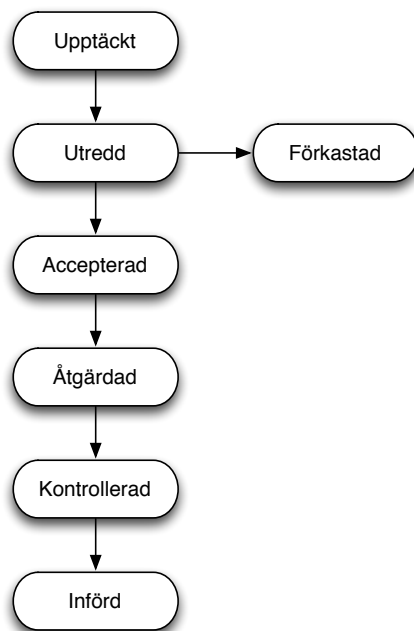 Upptäckt
Utredd
Förkastad
Accepterad
Åtgärdad
Kontrollerad
Införd